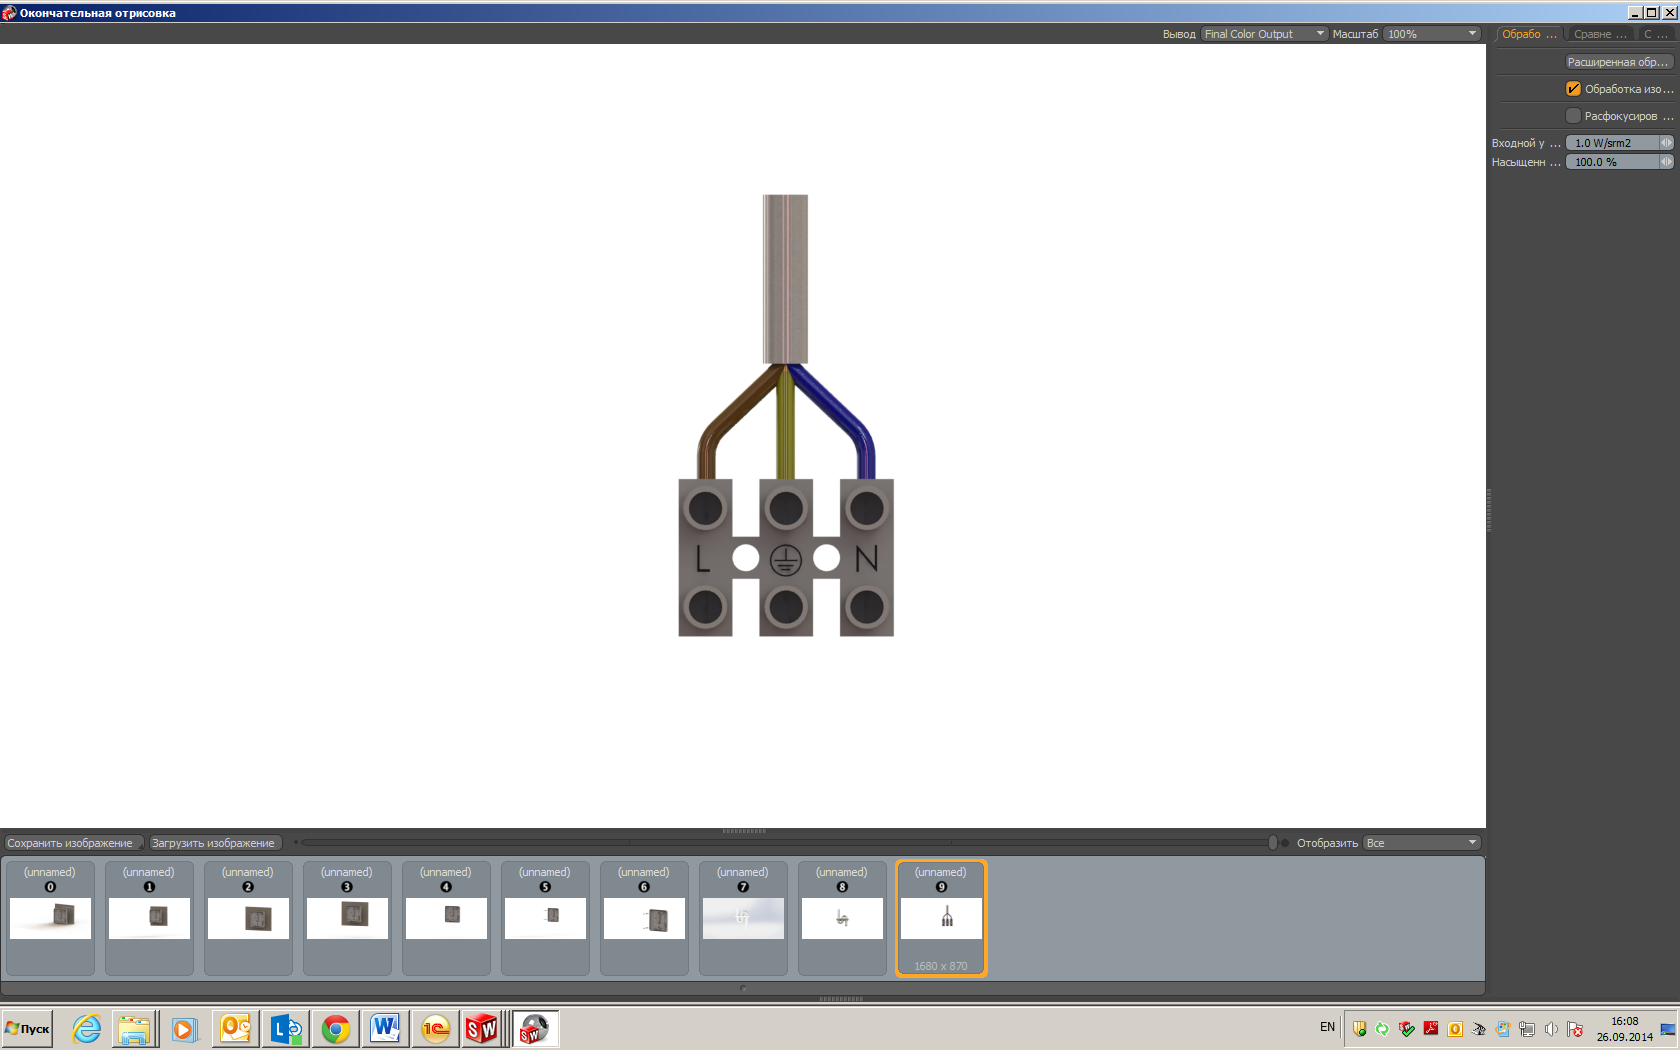 Окончательная отрисовка
Вывод Final Color Output Масштаб 100%
Обрабо ... Сравне ... С ...
Расширенная обр...
Обработка изо...
Расфокусиров ...
Входной у ... 1.0 W/srm2
Насыщенн ... 100.0 %
L N
Сохранить изображение Загрузить изображение Отобразить Все
(unnamed) (unnamed) (unnamed) (unnamed) (unnamed) (unnamed) (unnamed) (unnamed) (unnamed) (unnamed)
0 1 2 3 4 5 6 7 8 9
1680 x 870
Пуск EN 16:08
26.09.2014